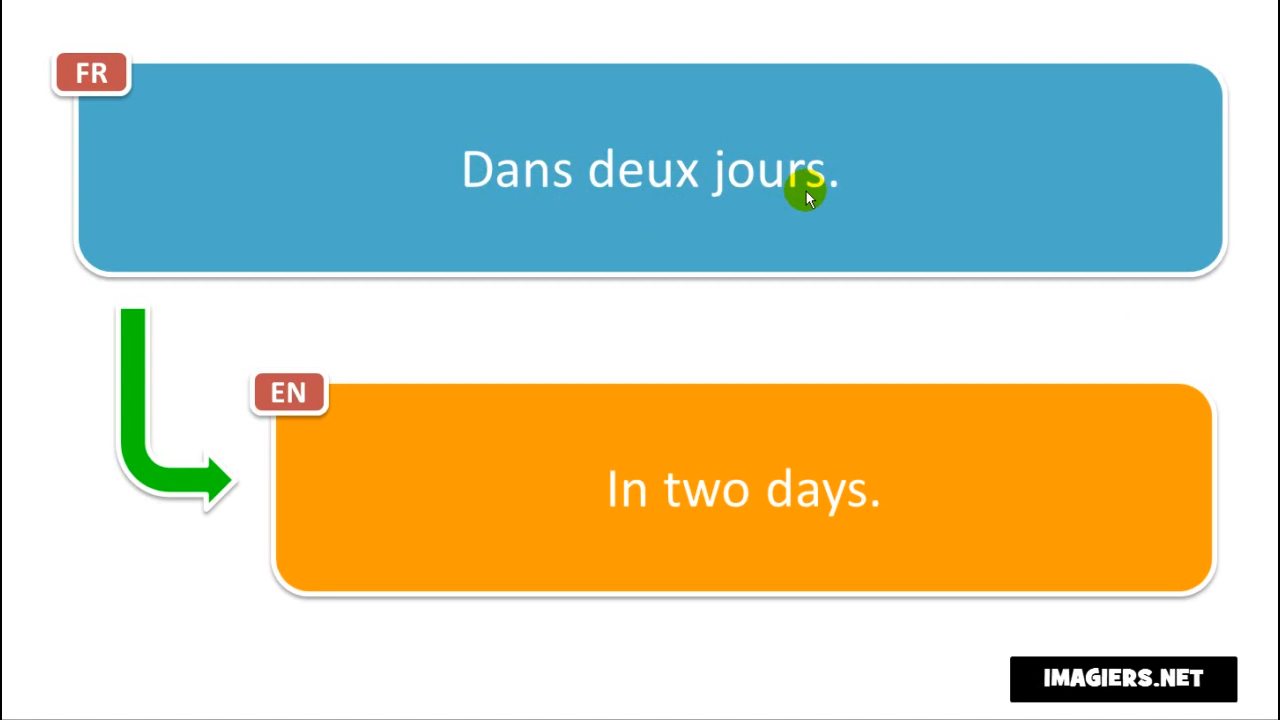 FR
Dans deux jours.
EN
In two days.
IMAGIERS.NET